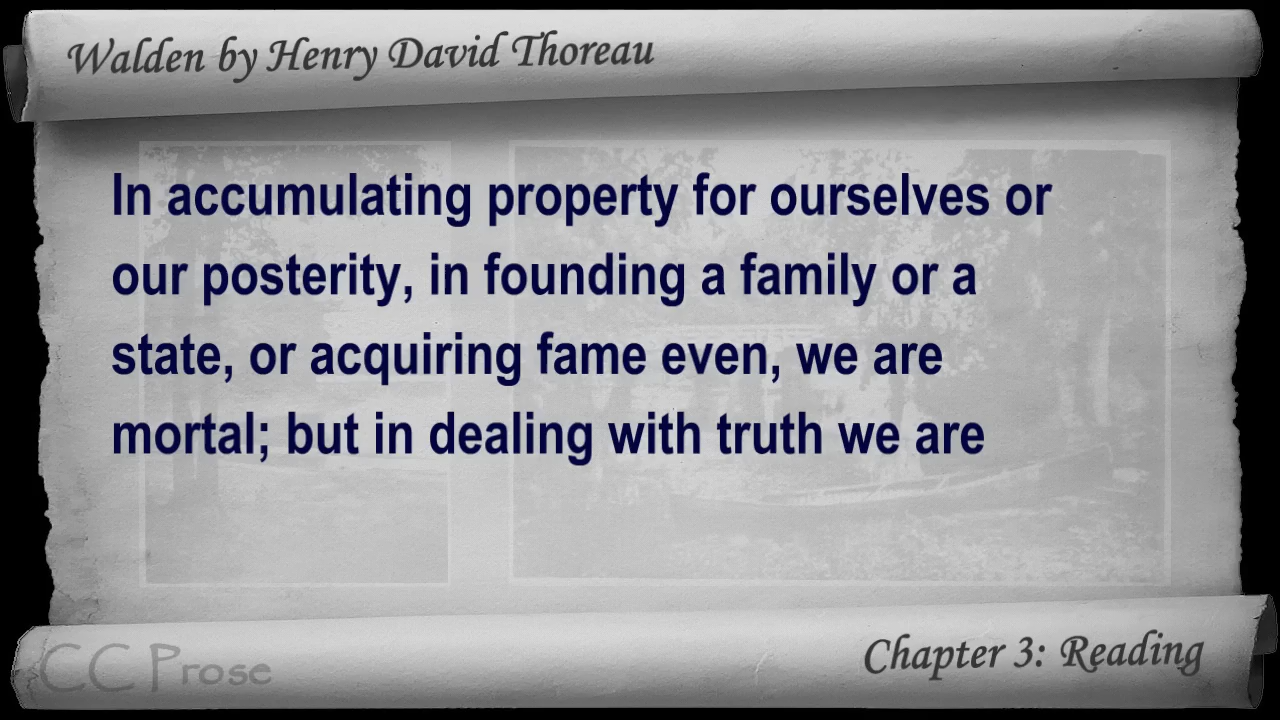 Walden by Henry David Thoreau
In accumulating property for ourselves or
our posterity, in founding a family or a
state, or acquiring fame even, we are
mortal; but in dealing with truth we are
CC Prose
Chapter 3: Reading